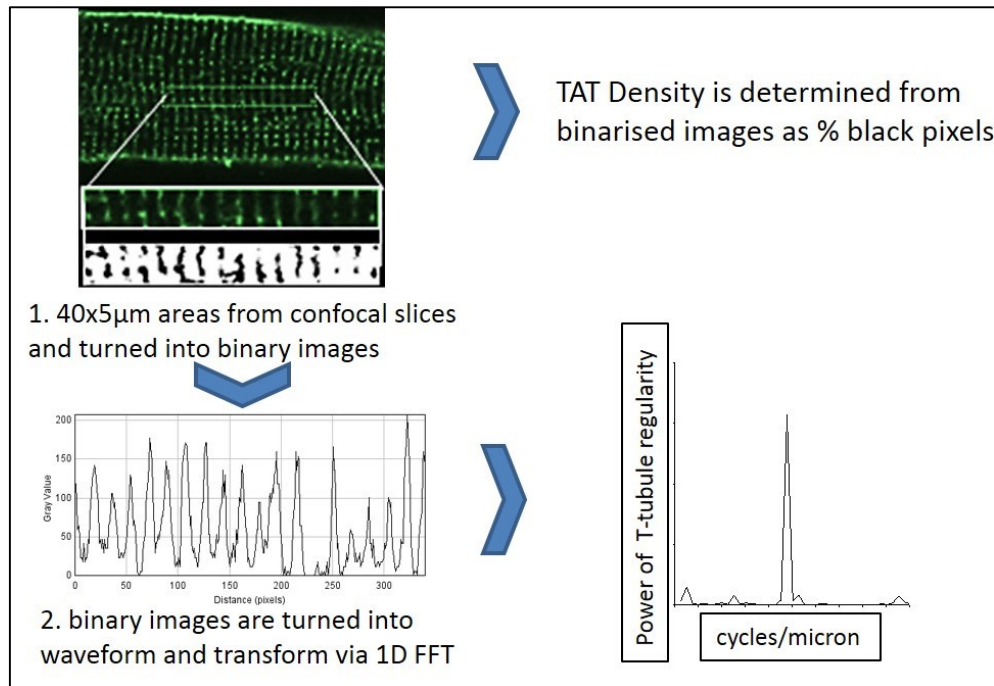 TAT Density is determined from
binarised images as % black pixels
1. 40x5µm areas from confocal slices
and turned into binary images
200
150
100
50
0
Gray Value
0 50 100 150 200 250 300
Distance (pixels)
2. binary images are turned into
waveform and transform via 1D FFT
Power of T-tubule regularity
cycles/micron